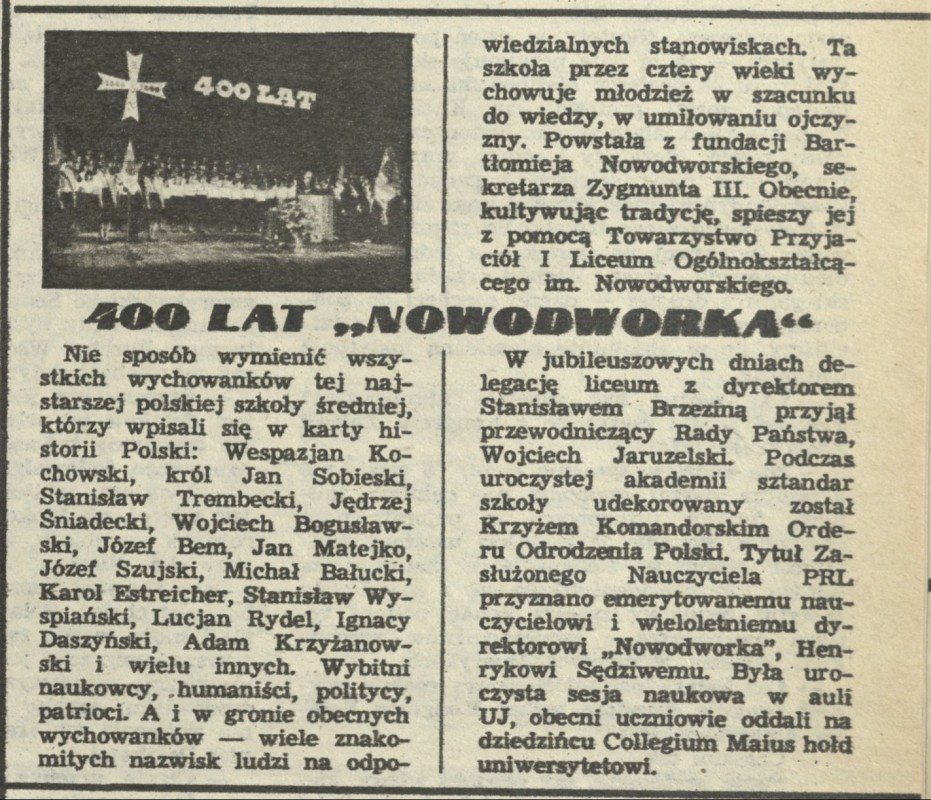 400 LAT
400 LAT „NOWODWORKA“
Nie sposób wymienić wszy-
stkich wychowanków tej naj-
starszej polskiej szkoły średniej,
którzy wpisali się w karty hi-
storii Polski: Wespazjan Ko-
chowski, król Jan Sobieski,
Stanisław Trembecki, Jędrzej
Śniadecki, Wojciech Bogusław-
ski, Józef Bem, Jan Matejko,
Józef Szujski, Michał Bałucki,
Karol Estreicher, Stanisław Wy-
spiański, Lucjan Rydel, Ignacy
Daszyński, Adam Krzyżanow-
ski i wielu innych. Wybitni
naukowcy, humaniści, politycy,
patrioci. A i w gronie obecnych
wychowanków — wiele znako-
mitych nazwisk ludzi na odpo-
wiedzialnych stanowiskach. Ta
szkoła przez cztery wieki wy-
chowuje młodzież w szacunku
do wiedzy, w umiłowaniu ojczy-
zny. Powstała z fundacji Bar-
tłomieja Nowodworskiego, se-
kretarza Zygmunta III. Obecnie,
kultywując tradycję, spieszy jej
z pomocą Towarzystwo Przyja-
ciół I Liceum Ogólnokształcą-
cego im. Nowodworskiego.
W jubileuszowych dniach de-
legację liceum z dyrektorem
Stanisławem Brzeziną przyjął
przewodniczący Rady Państwa,
Wojciech Jaruzelski. Podczas
uroczystej akademii sztandar
szkoły udekorowany został
Krzyżem Komandorskim Orde-
ru Odrodzenia Polski. Tytuł Za-
służonego Nauczyciela PRL
przyznano emerytowanemu nau-
czycielowi i wieloletniemu dy-
rektorowi „Nowodworka”, Hen-
rykowi Sędziwemu. Była uro-
czysta sesja naukowa w auli
UJ, obecni uczniowie oddali na
dziedzińcu Collegium Maius hołd
uniwersytetowi.